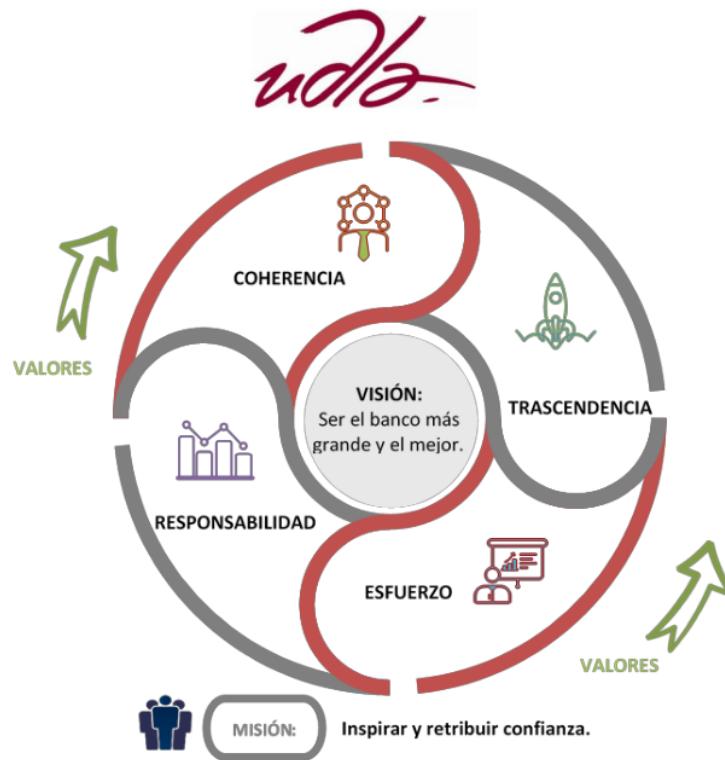 udla.
COHERENCIA
VALORES
TRASCENDENCIA
VISIÓN:
Ser el banco más
grande y el mejor.
RESPONSABILIDAD
ESFUERZO
VALORES
MISIÓN: Inspirar y retribuir confianza.